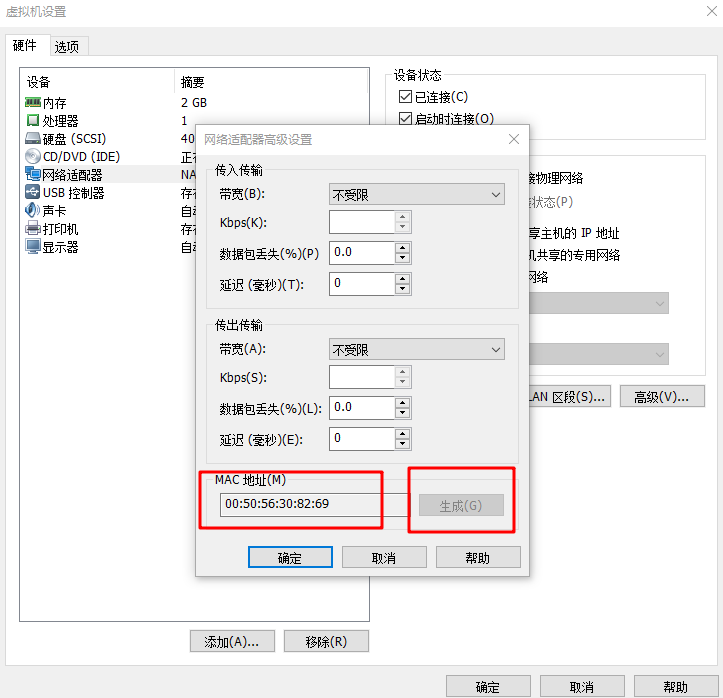 虚拟机设置
硬件 选项
设备 摘要
内存 2 GB
处理器 1
硬盘 (SCSI) 40
CD/DVD (IDE) 正在
网络适配器 NA
USB 控制器 存在
声卡 自动
打印机 存在
显示器 自动
添加(A)... 移除(R)
设备状态
已连接(C)
启动时连接(O)
接物理网络
状态(P)
享主机的 IP 地址
机共享的专用网络
网络
LAN 区段(S)... 高级(V)...
网络适配器高级设置
传入传输
带宽(B): 不受限
Kbps(K):
数据包丢失(%)(P) 0.0
延迟 (毫秒)(T): 0
传出传输
带宽(A): 不受限
Kbps(S):
数据包丢失(%)(L): 0.0
延迟 (毫秒)(E): 0
MAC 地址(M)
00:50:56:30:82:69 生成(G)
确定 取消 帮助
确定 取消 帮助